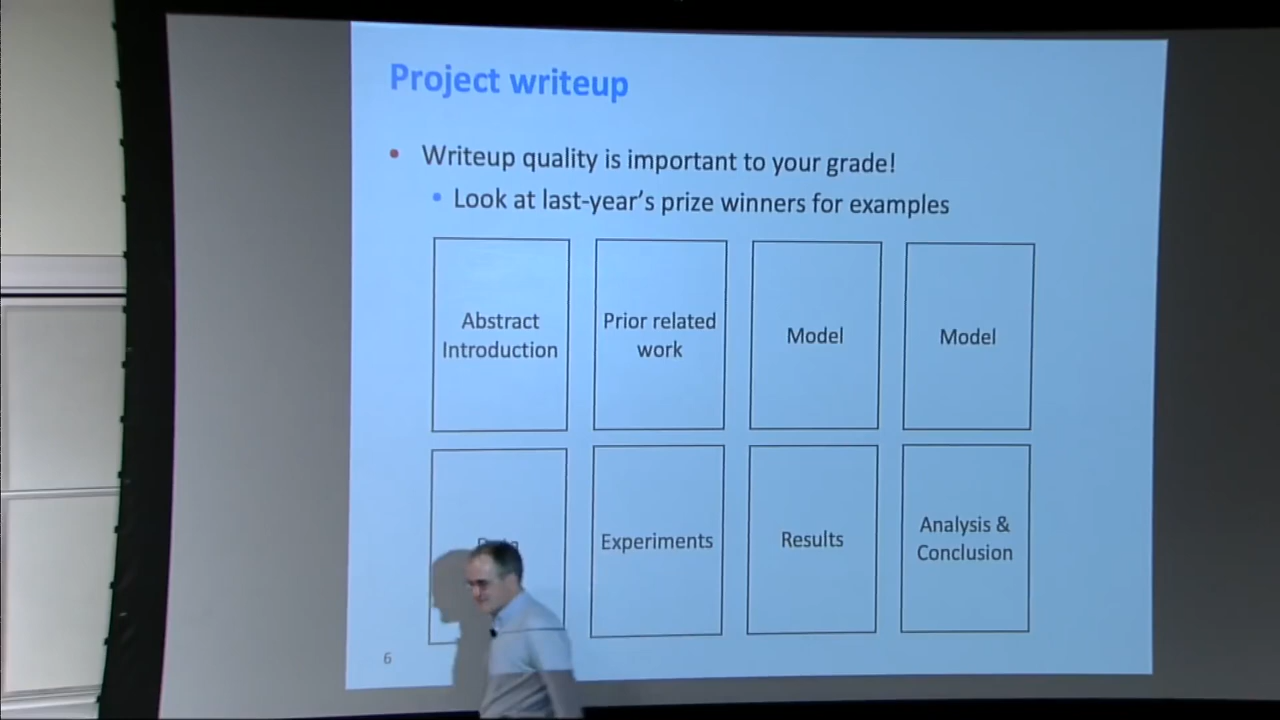 Project writeup
• Writeup quality is important to your grade!
• Look at last-year's prize winners for examples
Abstract
Introduction
Prior related
work
Model
Model
Data
Experiments
Results
Analysis &
Conclusion
6